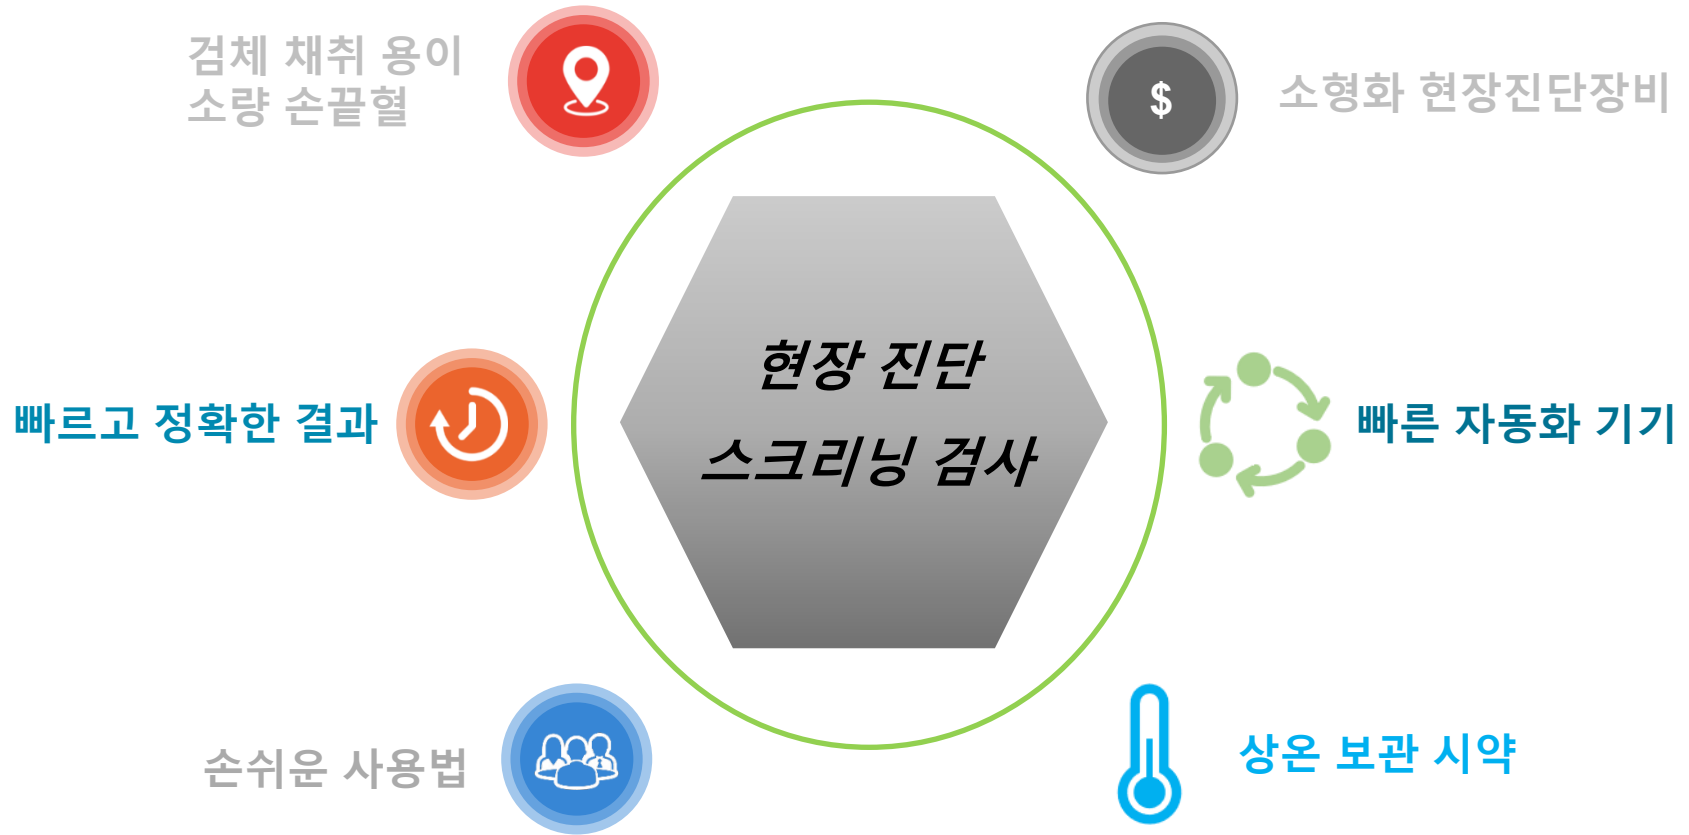 검체 채취 용이
소량 손끝혈
$
소형화 현장진단장비
현장 진단
스크리닝 검사
빠르고 정확한 결과
빠른 자동화 기기
손쉬운 사용법
상온 보관 시약